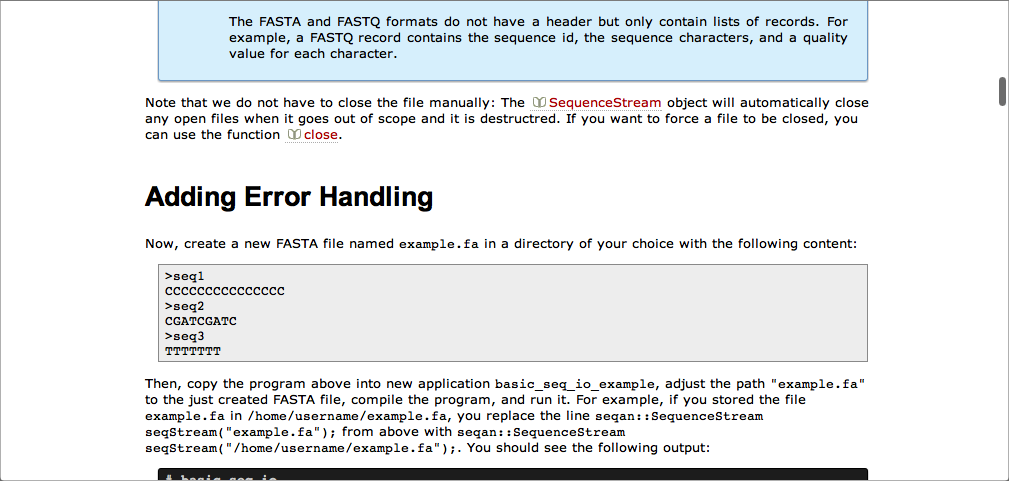 The FASTA and FASTQ formats do not have a header but only contain lists of records. For
example, a FASTQ record contains the sequence id, the sequence characters, and a quality
value for each character.
Note that we do not have to close the file manually: The SequenceStream object will automatically close
any open files when it goes out of scope and it is destructred. If you want to force a file to be closed, you
can use the function close.
Adding Error Handling
Now, create a new FASTA file named example.fa in a directory of your choice with the following content:
>seq1
CCCCCCCCCCCCCCC
>seq2
CGATCGATC
>seq3
TTTTTTT
Then, copy the program above into new application basic_seq_io_example, adjust the path "example.fa"
to the just created FASTA file, compile the program, and run it. For example, if you stored the file
example.fa in /home/username/example.fa, you replace the line seqan::SequenceStream
seqStream("example.fa"); from above with seqan::SequenceStream
seqStream("/home/username/example.fa");. You should see the following output: